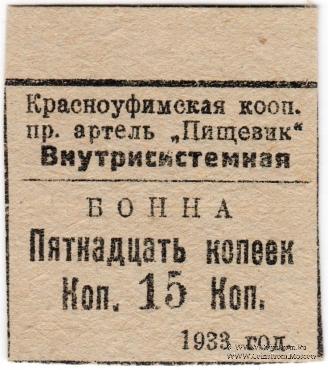 Красноуфимская кооп.
пр. артель „Пищевик“
Внутрисистемная
БОННА
Пятнадцать копеек
Коп. 15 Коп.
1933 год